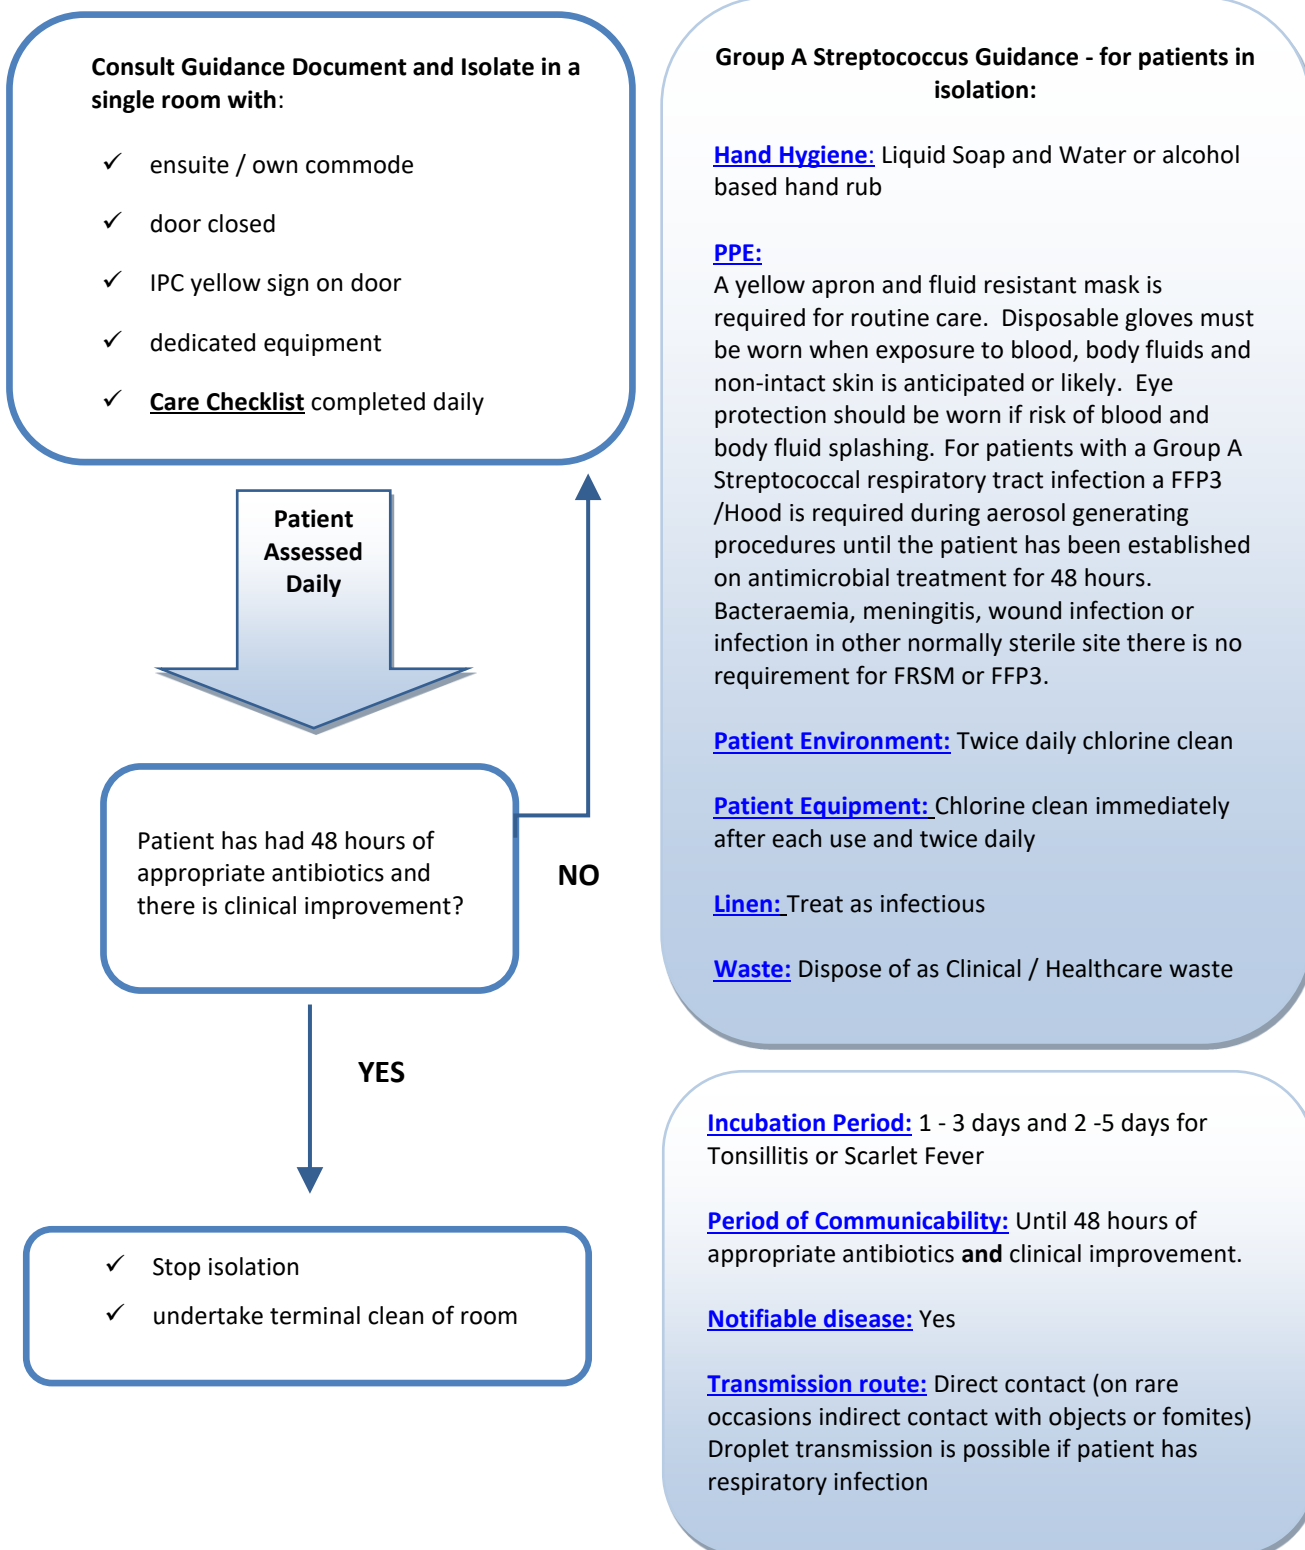 Consult Guidance Document and Isolate in a
single room with:
✓ ensuite / own commode
✓ door closed
✓ IPC yellow sign on door
✓ dedicated equipment
✓ Care Checklist completed daily
Patient
Assessed
Daily
Patient has had 48 hours of
appropriate antibiotics and
there is clinical improvement?
NO
YES
✓ Stop isolation
✓ undertake terminal clean of room
Group A Streptococcus Guidance - for patients in
isolation:
Hand Hygiene: Liquid Soap and Water or alcohol
based hand rub
PPE:
A yellow apron and fluid resistant mask is
required for routine care.  Disposable gloves must
be worn when exposure to blood, body fluids and
non-intact skin is anticipated or likely.  Eye
protection should be worn if risk of blood and
body fluid splashing. For patients with a Group A
Streptococcal respiratory tract infection a FFP3
/Hood is required during aerosol generating
procedures until the patient has been established
on antimicrobial treatment for 48 hours.
Bacteraemia, meningitis, wound infection or
infection in other normally sterile site there is no
requirement for FRSM or FFP3.
Patient Environment: Twice daily chlorine clean
Patient Equipment: Chlorine clean immediately
after each use and twice daily
Linen: Treat as infectious
Waste: Dispose of as Clinical / Healthcare waste
Incubation Period: 1 - 3 days and 2 -5 days for
Tonsillitis or Scarlet Fever
Period of Communicability: Until 48 hours of
appropriate antibiotics and clinical improvement.
Notifiable disease: Yes
Transmission route: Direct contact (on rare
occasions indirect contact with objects or fomites)
Droplet transmission is possible if patient has
respiratory infection